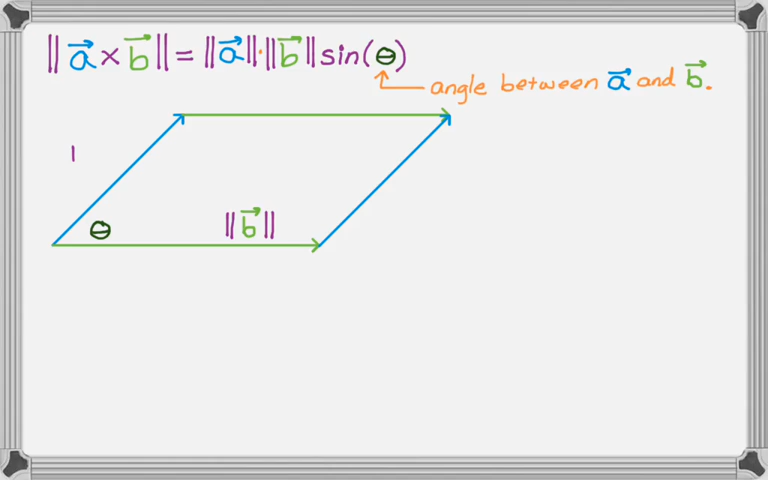 ‖a⃗ × b⃗‖ = ‖a⃗‖·‖b⃗‖ sin(θ)
angle between a⃗ and b⃗.
|
‖b⃗‖
θ